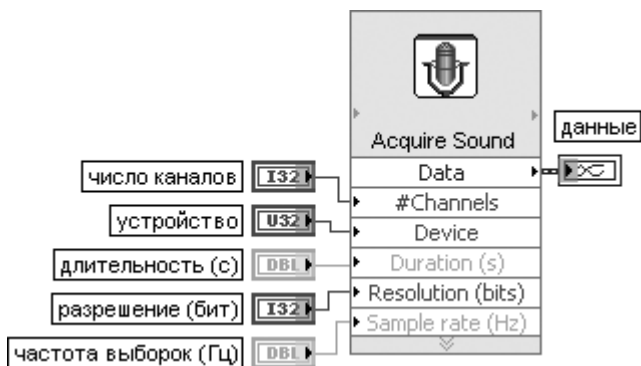 Acquire Sound
данные
Data
число каналов I32 #Channels
устройство U32 Device
длительность (с) DBL Duration (s)
разрешение (бит) I32 Resolution (bits)
частота выборок (Гц) DBL Sample rate (Hz)